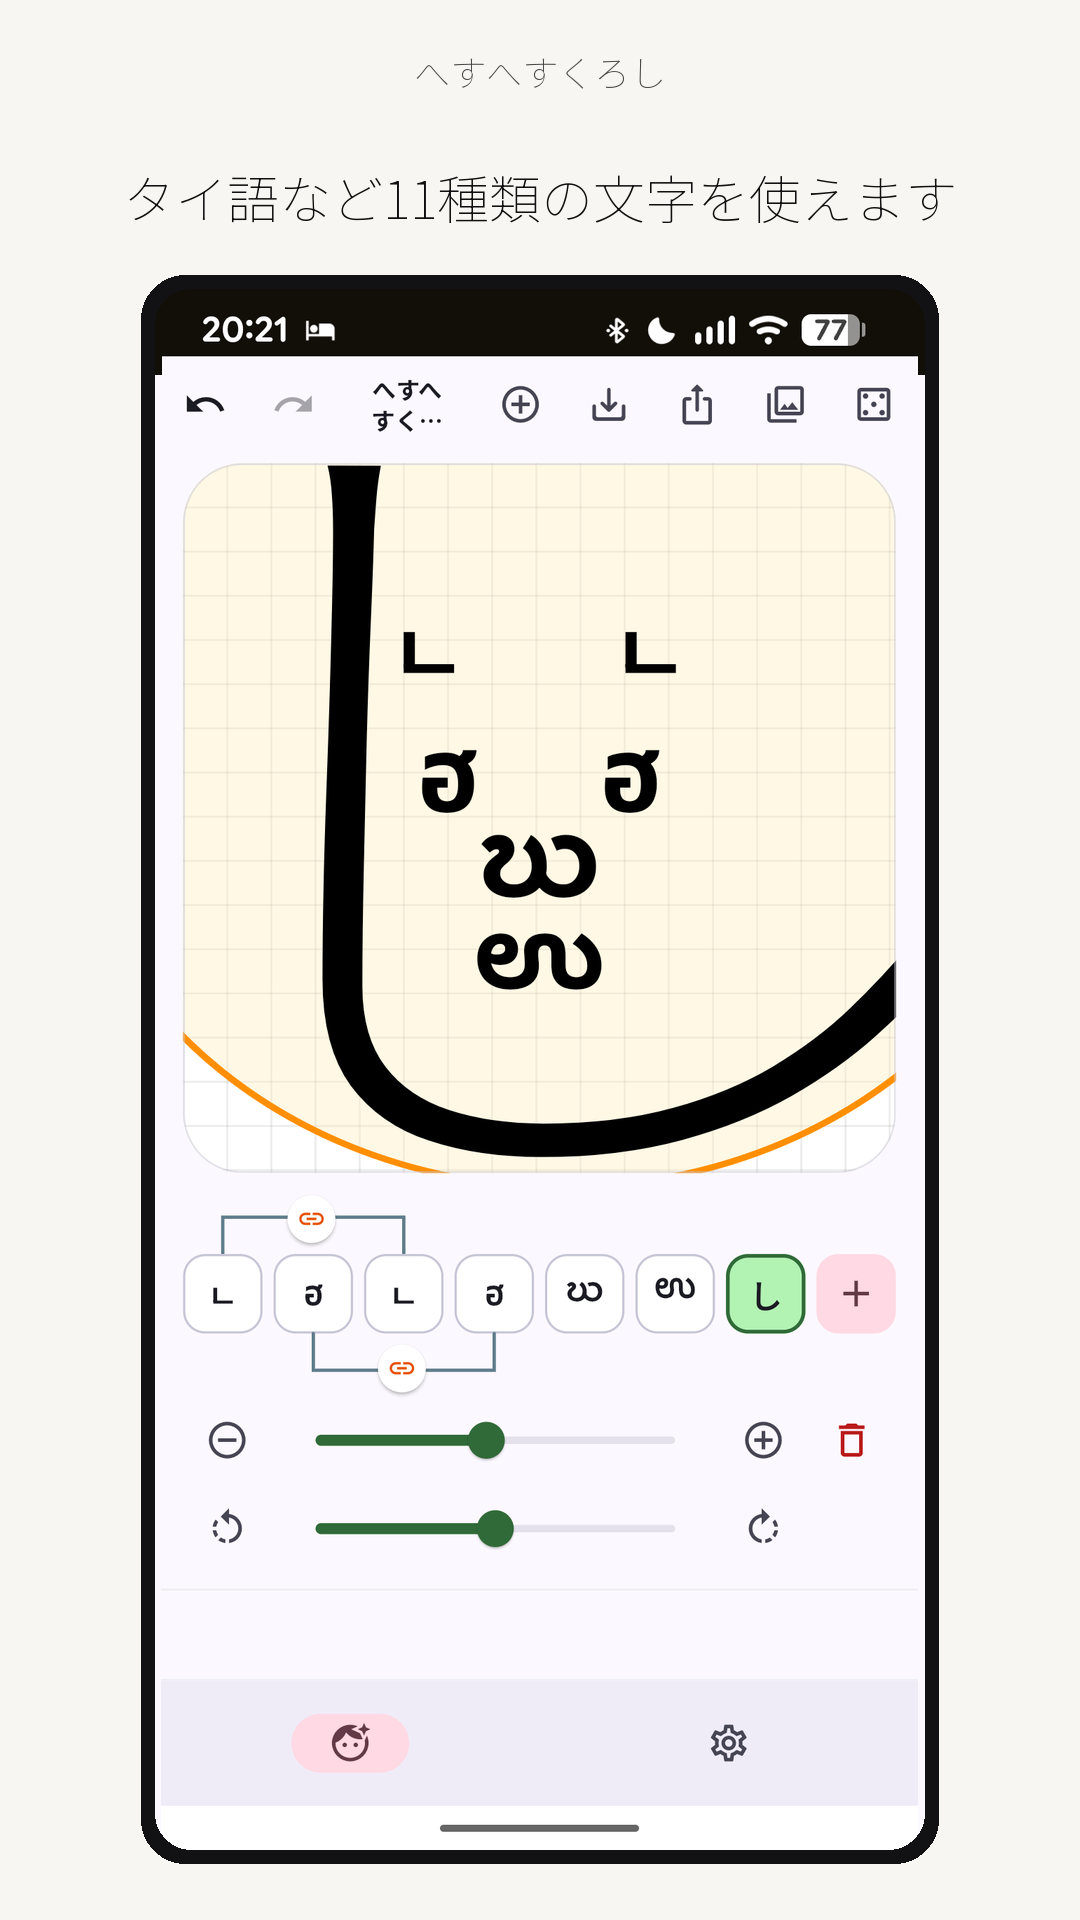 へすへすくろし
タイ語など11種類の文字を使えます
20:21
77
へすへ
すく…
ㄴ ㄴ
ฮ ฮ
ಋ
ఌ
ㄴ ฮ ㄴ ฮ ఋ ఌ し +